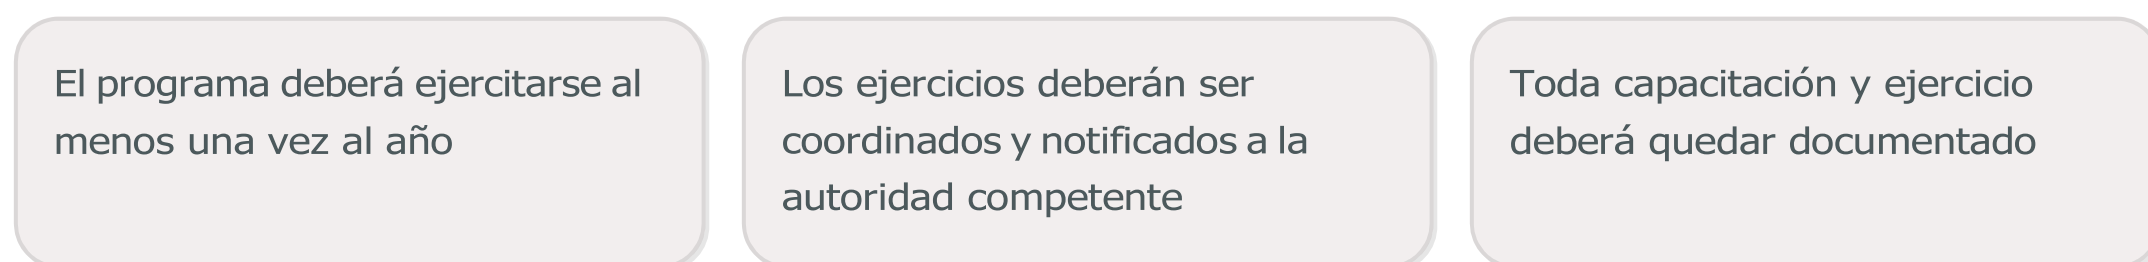 El programa deberá ejercitarse al
menos una vez al año
Los ejercicios deberán ser
coordinados y notificados a la
autoridad competente
Toda capacitación y ejercicio
deberá quedar documentado